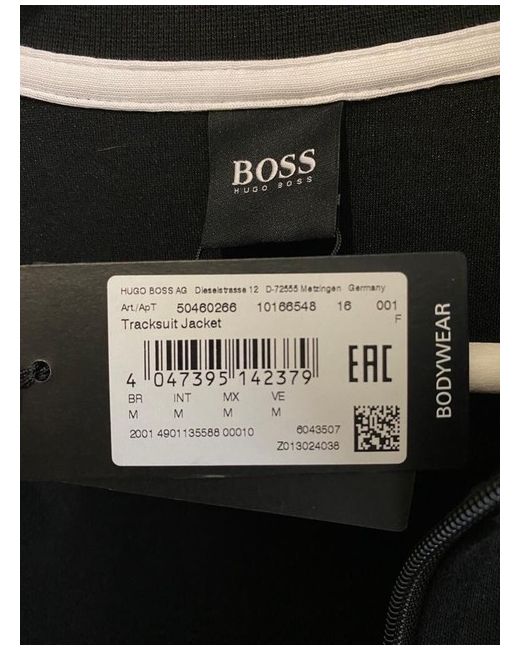 BOSS
HUGO BOSS
HUGO BOSS AG Dieselstrasse 12 D-72555 Metzingen Germany
Art./ApT 50460266 10166548 16 001
Tracksuit Jacket F
4 047395 142379
EAC
BR INT MX VE
M M M M
2001 4901135588 00010 6043507
Z013024038
BODYWEAR